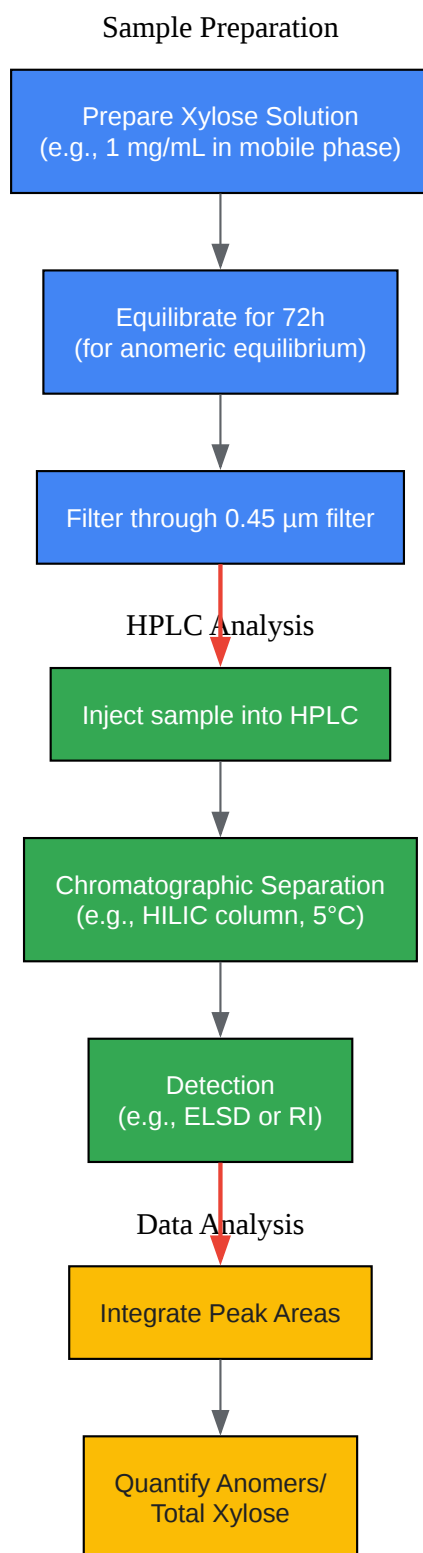 Sample Preparation
Prepare Xylose Solution
(e.g., 1 mg/mL in mobile phase)
Equilibrate for 72h
(for anomeric equilibrium)
Filter through 0.45 µm filter
HPLC Analysis
Inject sample into HPLC
Chromatographic Separation
(e.g., HILIC column, 5°C)
Detection
(e.g., ELSD or RI)
Data Analysis
Integrate Peak Areas
Quantify Anomers/
Total Xylose